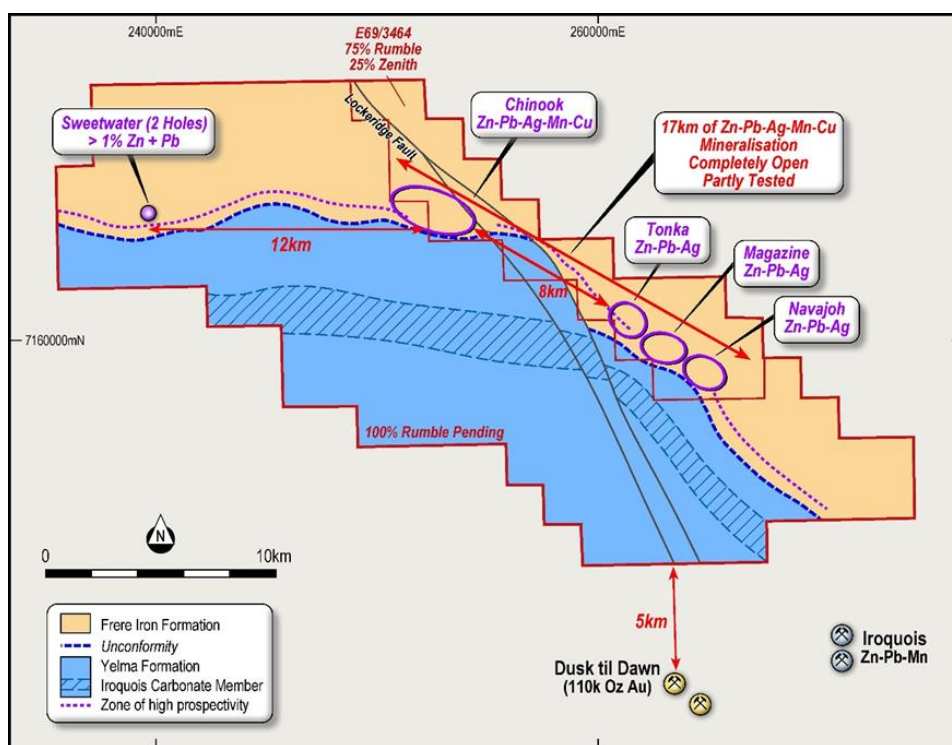 240000mE
260000mE
E69/3464
75% Rumble
25% Zenith
Lockeridge Fault
Sweetwater (2 Holes)
> 1% Zn + Pb
Chinook
Zn-Pb-Ag-Mn-Cu
17km of Zn-Pb-Ag-Mn-Cu
Mineralisation
Completely Open
Partly Tested
Tonka
Zn-Pb-Ag
Magazine
Zn-Pb-Ag
Navajoh
Zn-Pb-Ag
12km
8km
7160000mN
100% Rumble Pending
N
0
10km
5km
Frere Iron Formation
Unconformity
Yelma Formation
Iroquois Carbonate Member
Zone of high prospectivity
Dusk til Dawn
(110k Oz Au)
Iroquois
Zn-Pb-Mn